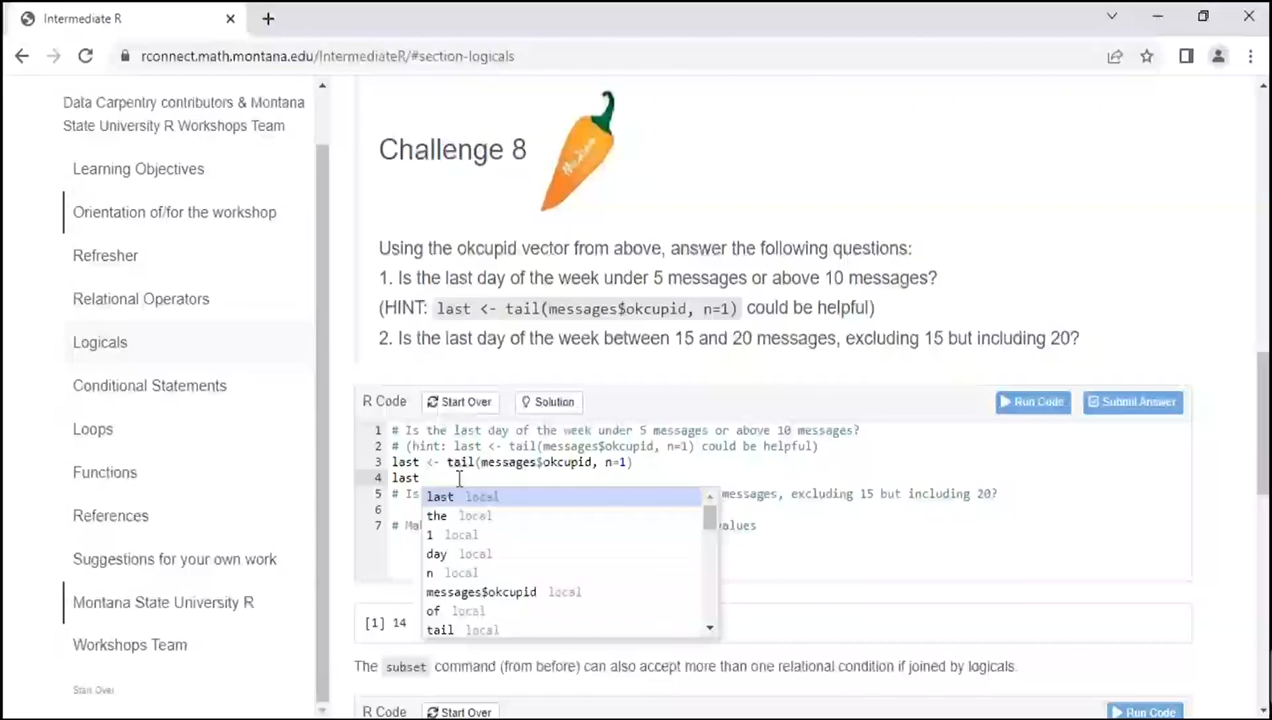 Intermediate R
rconnect.math.montana.edu/IntermediateR/#section-logicals
Data Carpentry contributors & Montana
State University R Workshops Team
Learning Objectives
Orientation of/for the workshop
Refresher
Relational Operators
Logicals
Conditional Statements
Loops
Functions
References
Suggestions for your own work
Montana State University R
Workshops Team
Start Over
Challenge 8
Medium
Using the okcupid vector from above, answer the following questions:
1. Is the last day of the week under 5 messages or above 10 messages?
(HINT: last <- tail(messages$okcupid, n=1) could be helpful)
2. Is the last day of the week between 15 and 20 messages, excluding 15 but including 20?
R Code Start Over Solution Run Code Submit Answer
1 # Is the last day of the week under 5 messages or above 10 messages?
2 # (hint: last <- tail(messages$okcupid, n=1) could be helpful)
3 last <- tail(messages$okcupid, n=1)
4 last
5 # Is messages, excluding 15 but including 20?
6
7 # Ma values
last local
the local
1 local
day local
n local
messages$okcupid local
of local
tail local
[1] 14
The subset command (from before) can also accept more than one relational condition if joined by logicals.
R Code Start Over Run Code